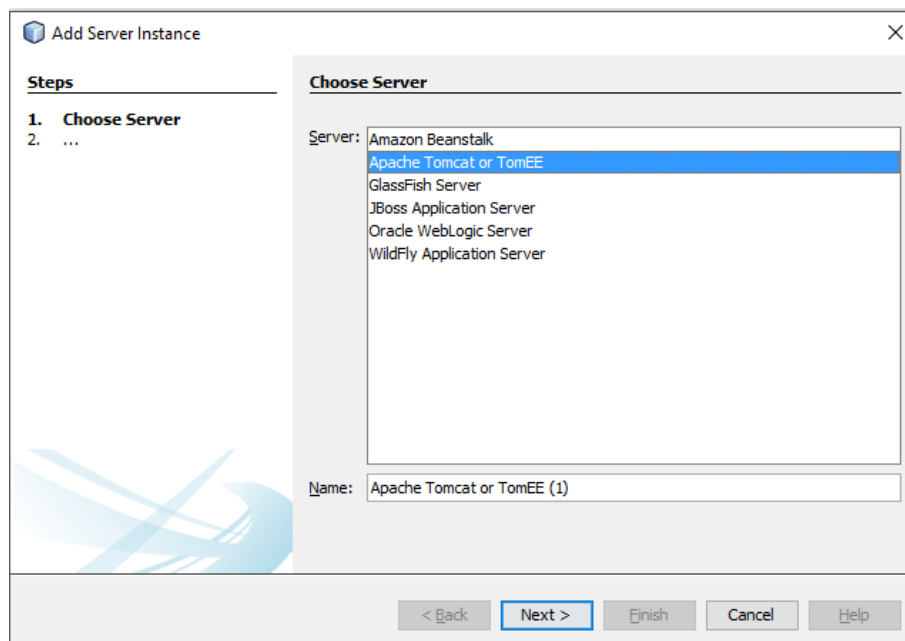 Add Server Instance
Steps
1. Choose Server
2. ...
Choose Server
Server:
Amazon Beanstalk
Apache Tomcat or TomEE
GlassFish Server
JBoss Application Server
Oracle WebLogic Server
WildFly Application Server
Name: Apache Tomcat or TomEE (1)
< Back Next > Finish Cancel Help